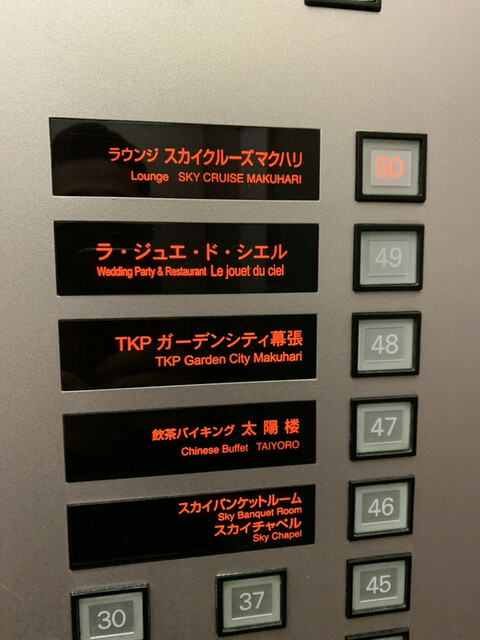 ラウンジ スカイクルーズマクハリ
Lounge SKY CRUISE MAKUHARI
50
ラ・ジュエ・ド・シエル
Wedding Party & Restaurant Le jouet du ciel
49
TKP ガーデンシティ幕張
TKP Garden City Makuhari
48
飲茶バイキング 太陽楼
Chinese Buffet TAIYORO
47
スカイバンケットルーム
Sky Banquet Room
スカイチャペル
Sky Chapel
46
30 37 45